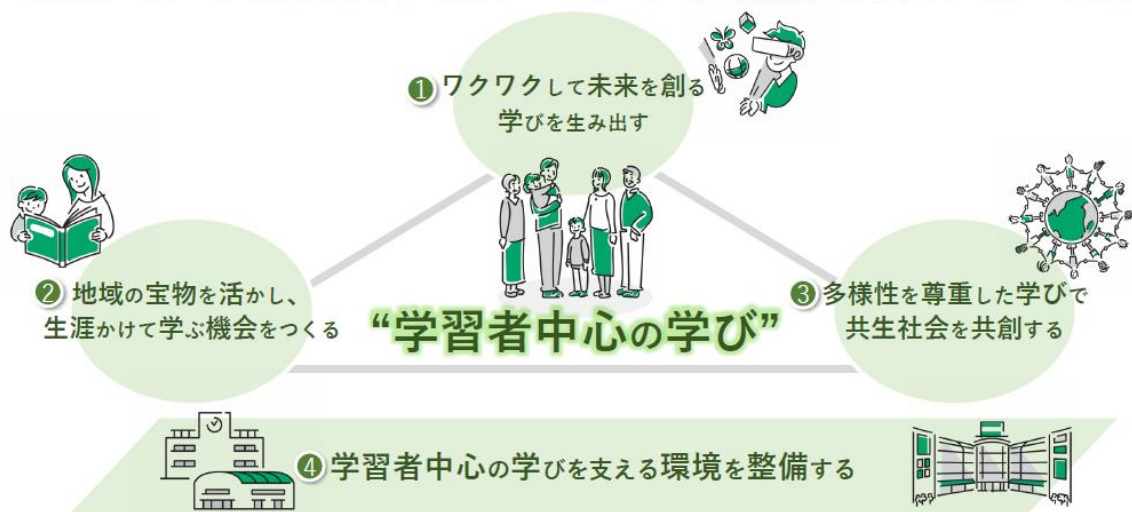 ❶ワクワクして未来を創る
学びを生み出す
❷ 地域の宝物を活かし、
生涯かけて学ぶ機会をつくる
❸多様性を尊重した学びで
共生社会を共創する
“学習者中心の学び”
❹学習者中心の学びを支える環境を整備する